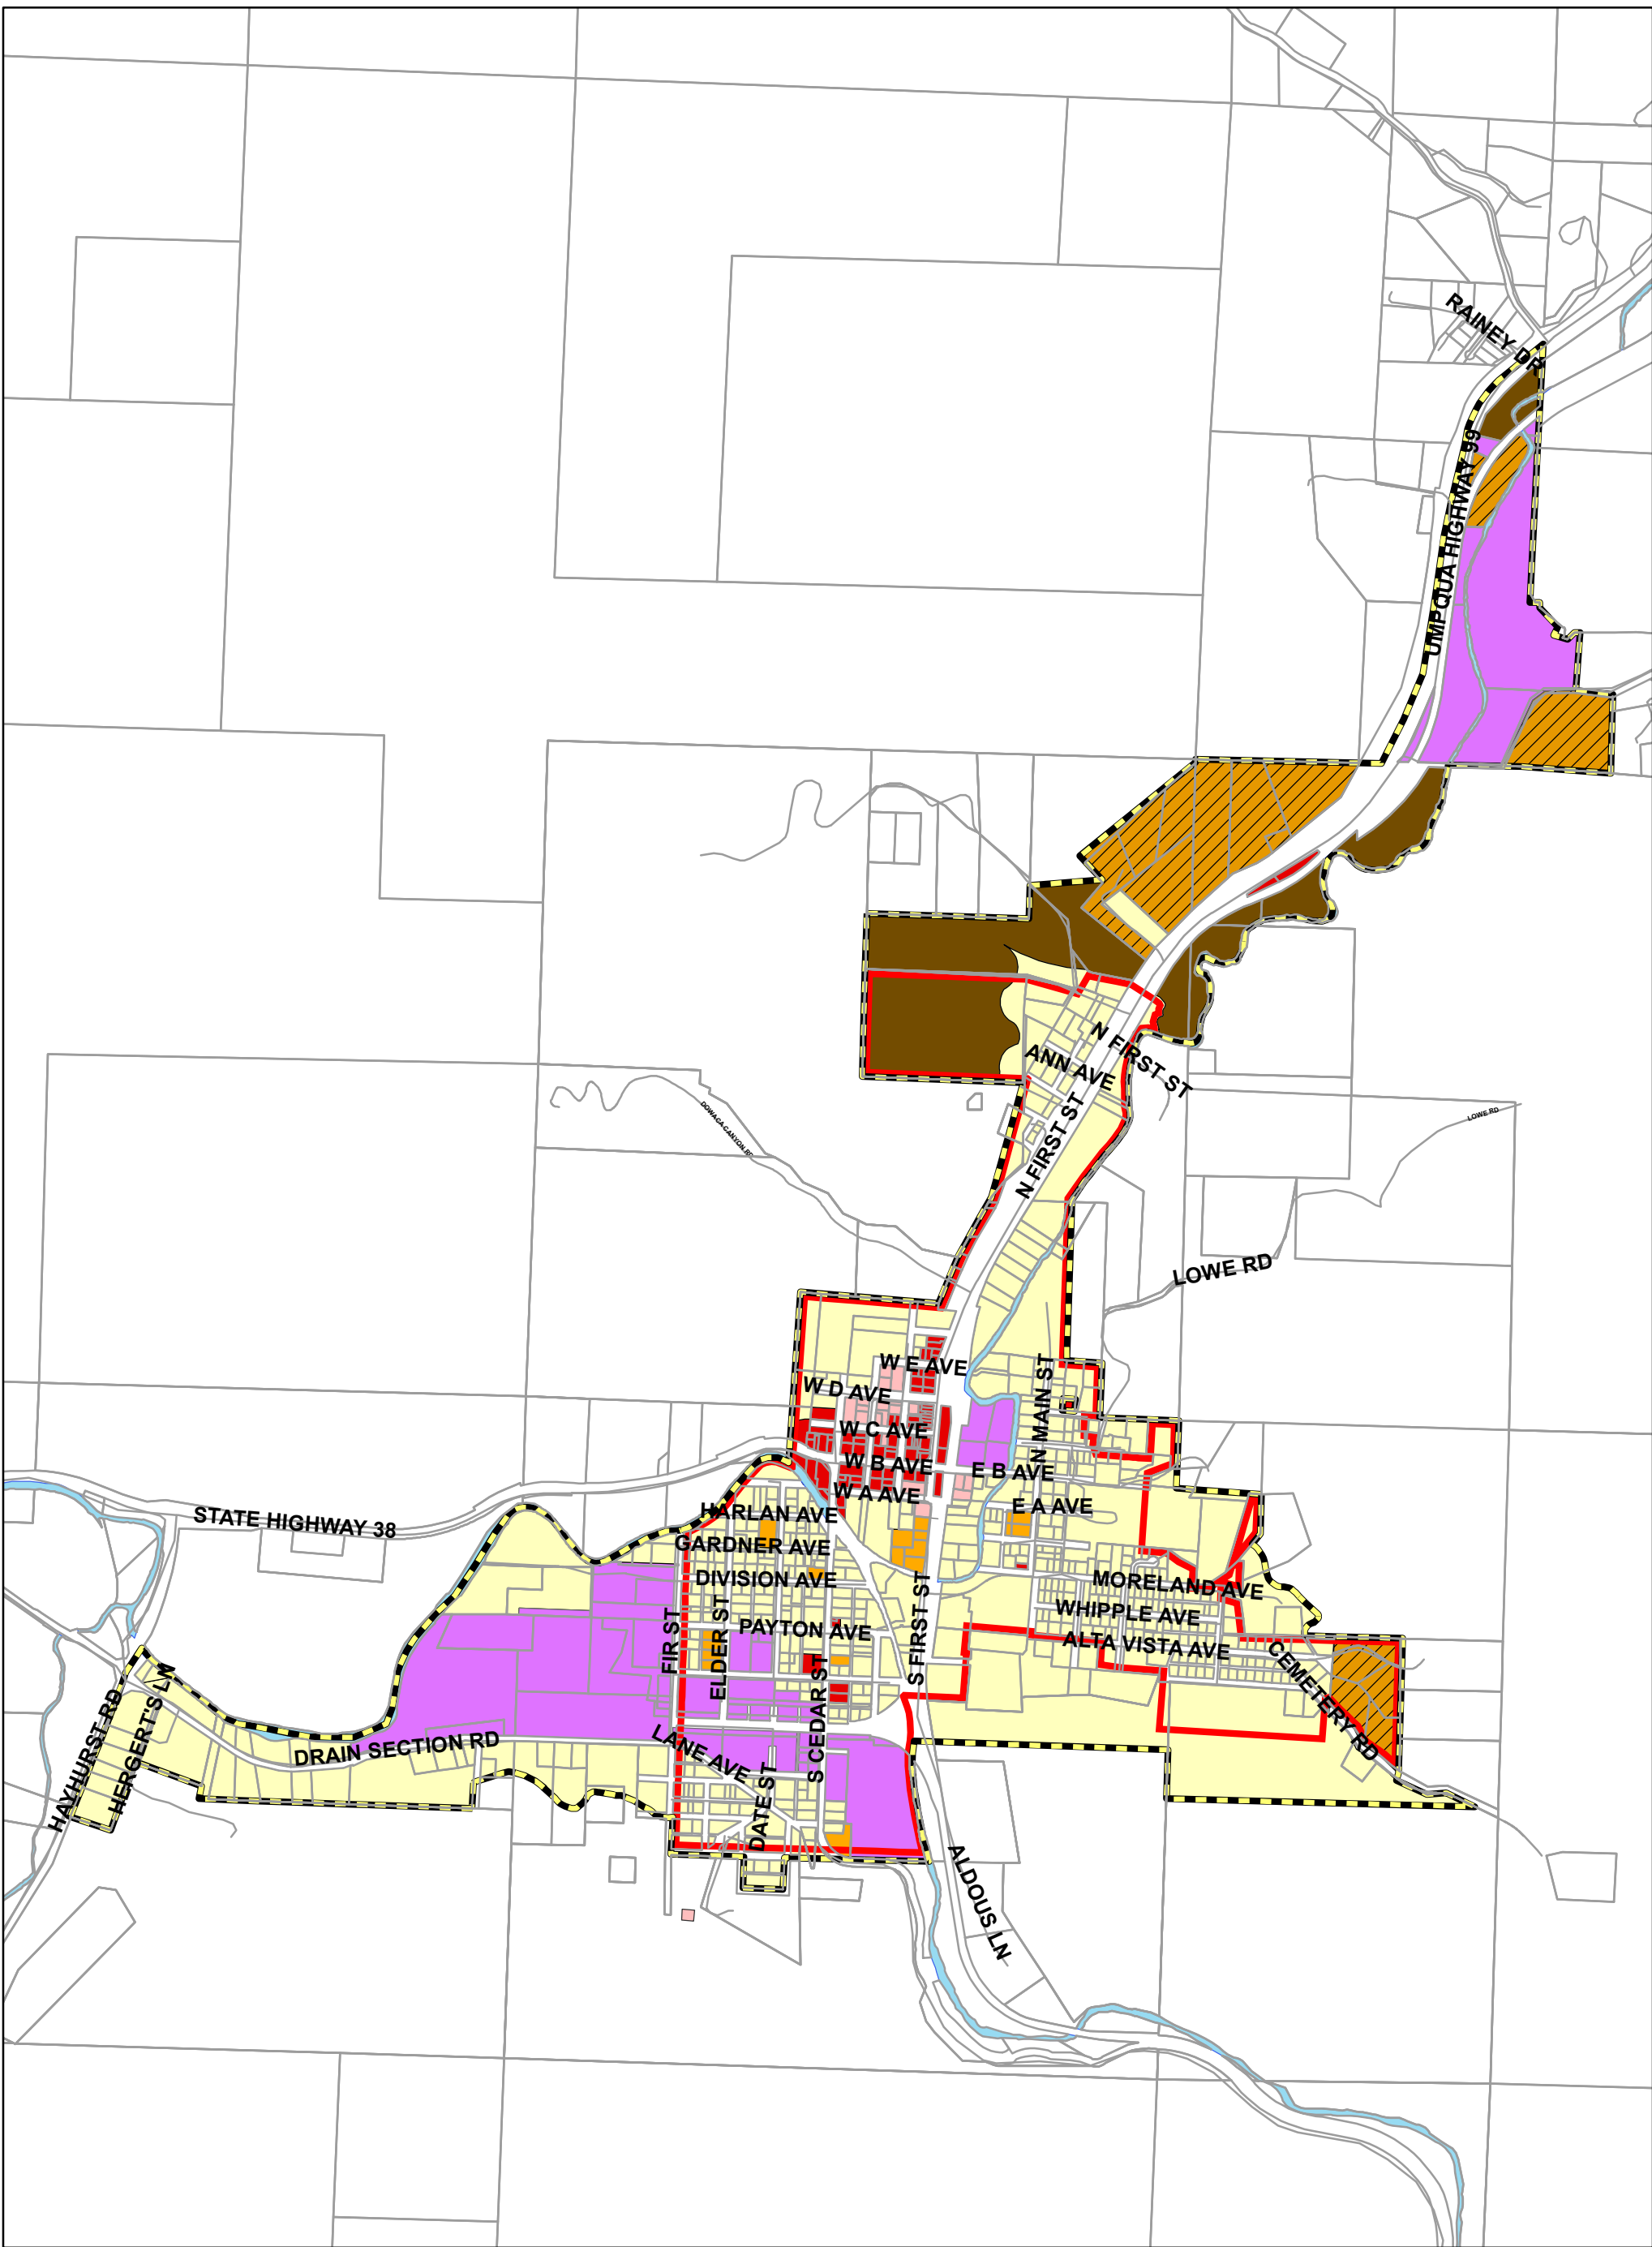 RAINEY DR
UMPQUA HIGHWAY 99
N FIRST ST
ANN AVE
N FIRST ST
DOWACA CANYON RD
LOWE RD
LOWE RD
W E AVE
W D AVE
N MAIN ST
W C AVE
W B AVE
E B AVE
W A AVE
E A AVE
HARLAN AVE
STATE HIGHWAY 38
GARDNER AVE
DIVISION AVE
MORELAND AVE
WHIPPLE AVE
PAYTON AVE
ALTA VISTA AVE
FIR ST
ELDER ST
S FIRST ST
S CEDAR ST
CEMETERY RD
HERGERT'S LN
HAYHURST RD
DRAIN SECTION RD
LANE AVE
DATE ST
ALDOUS LN